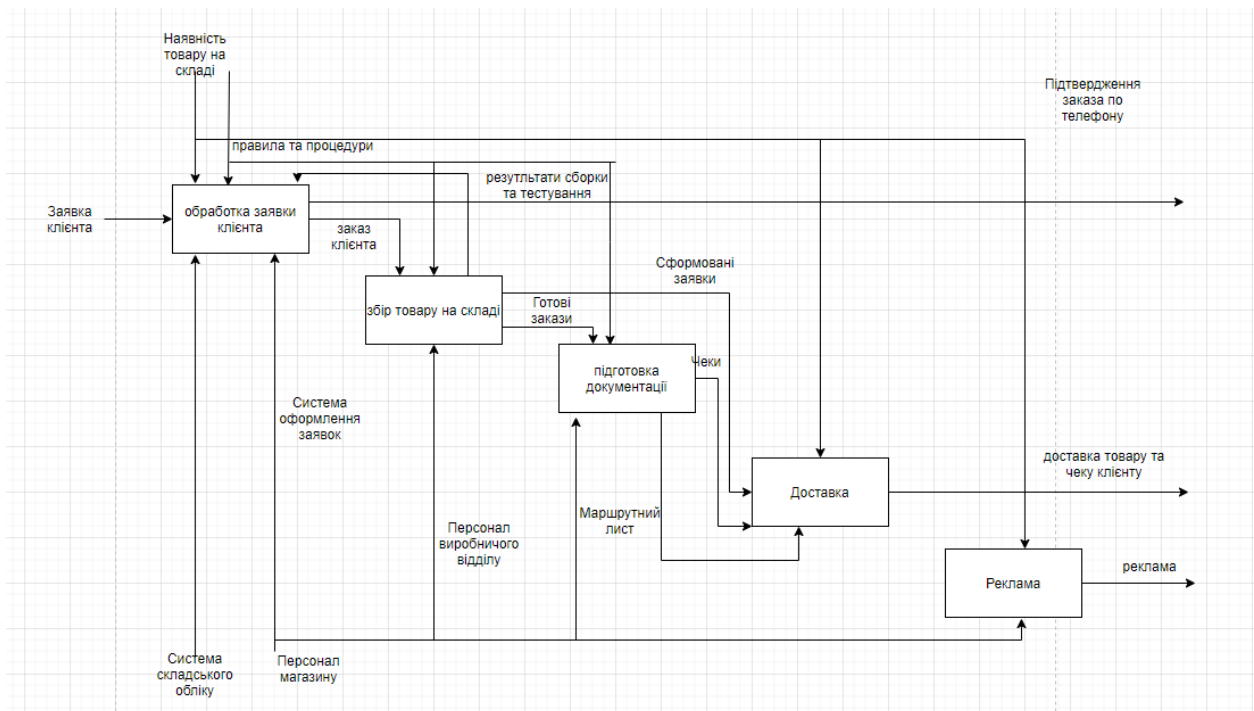 Наявність
товару на
складі
Підтвердження
заказа по
телефону
правила та процедури
резутльтати сборки
та тестування
Заявка
клієнта
обработка заявки
клієнта
заказ
клієнта
Сформовані
заявки
збір товару на складі
Готові
закази
Чеки
підготовка
документації
Система
оформлення
заявок
доставка товару та
чеку клієнту
Доставка
Маршрутний
лист
Персонал
виробничого
відділу
реклама
Реклама
Система
складського
обліку
Персонал
магазину